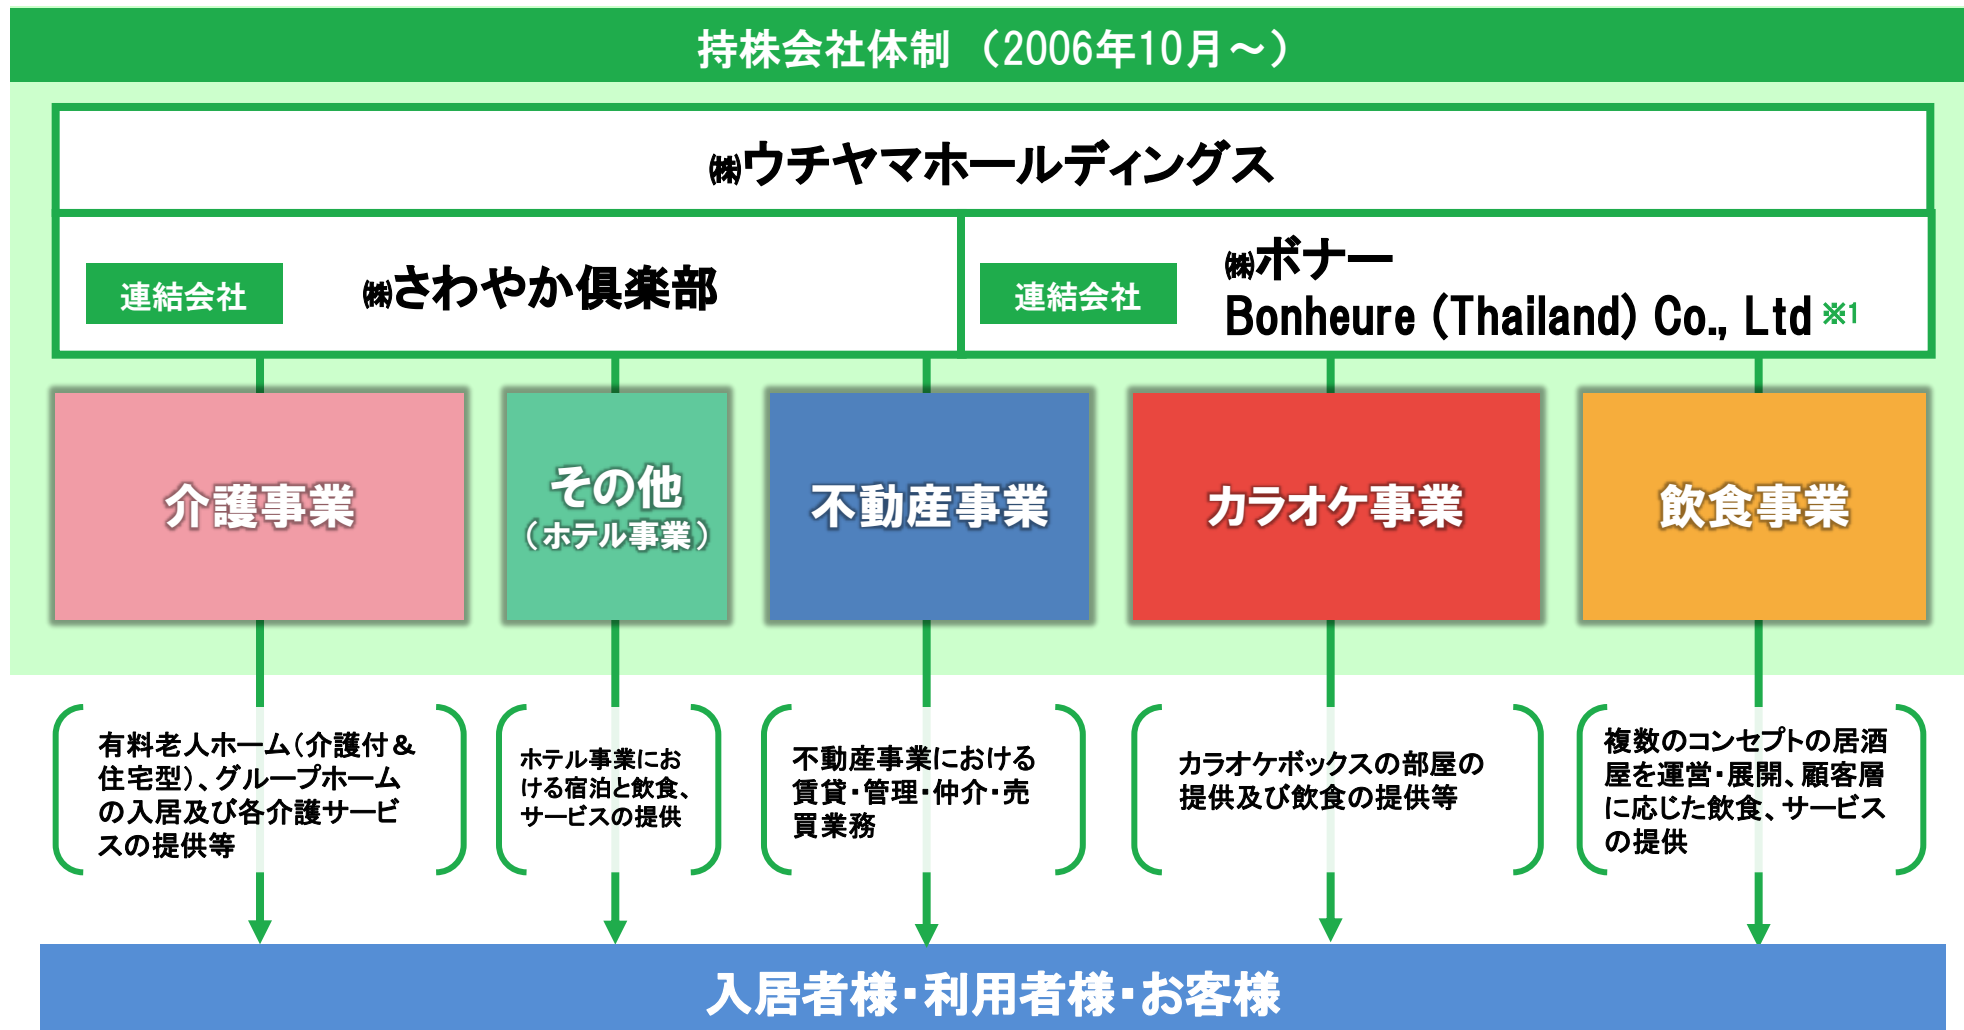 持株会社体制 （2006年10月～）
㈱ウチヤマホールディングス
連結会社
㈱さわやか倶楽部
連結会社
㈱ボナー
Bonheure (Thailand) Co., Ltd ※1
介護事業
その他
（ホテル事業）
不動産事業
カラオケ事業
飲食事業
有料老人ホーム（介護付＆
住宅型）、グループホーム
の入居及び各介護サービ
スの提供等
ホテル事業にお
ける宿泊と飲食、
サービスの提供
不動産事業における
賃貸・管理・仲介・売
買業務
カラオケボックスの部屋の
提供及び飲食の提供等
複数のコンセプトの居酒
屋を運営・展開、顧客層
に応じた飲食、サービス
の提供
入居者様・利用者様・お客様